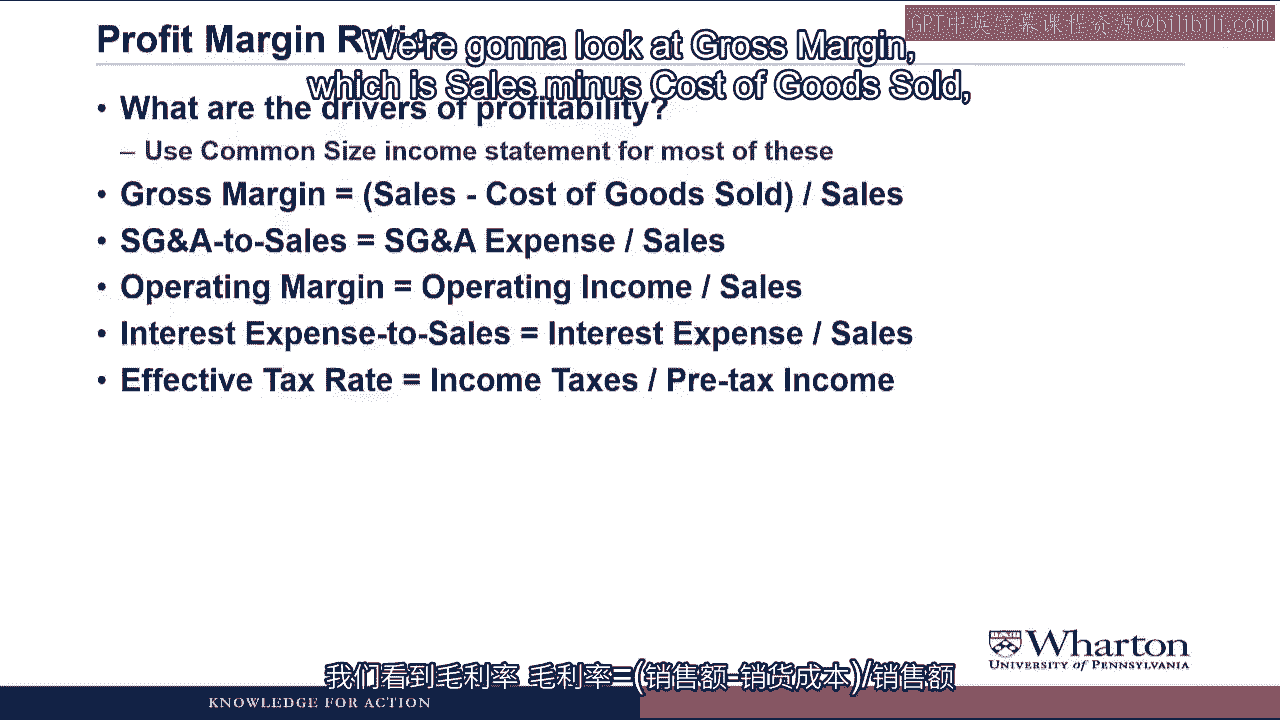 GPT中英字幕课程资源@bilibili.com
Profit Margin
We're gonna look at Gross Margin,
which is Sales minus Cost of Goods Sold,
• What are the drivers of profitability?
– Use Common Size income statement for most of these
• Gross Margin = (Sales - Cost of Goods Sold) / Sales
• SG&A-to-Sales = SG&A Expense / Sales
• Operating Margin = Operating Income / Sales
• Interest Expense-to-Sales = Interest Expense / Sales
• Effective Tax Rate = Income Taxes / Pre-tax Income
Wharton
UNIVERSITY of PENNSYLVANIA
我们看到毛利率 毛利率=(销售额-销货成本)/销售额
KNOWLEDGE FOR ACTION